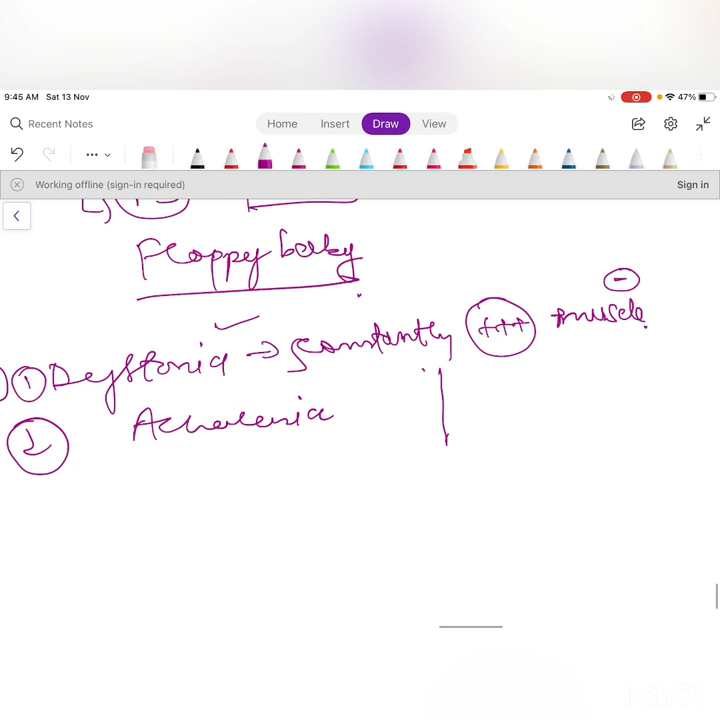 9:45 AM Sat 13 Nov 47%
Recent Notes Home Insert Draw View
Working offline (sign-in required) Sign in
Floppy baby
① Dystonia → constantly +++ muscle −
2 Achalasia